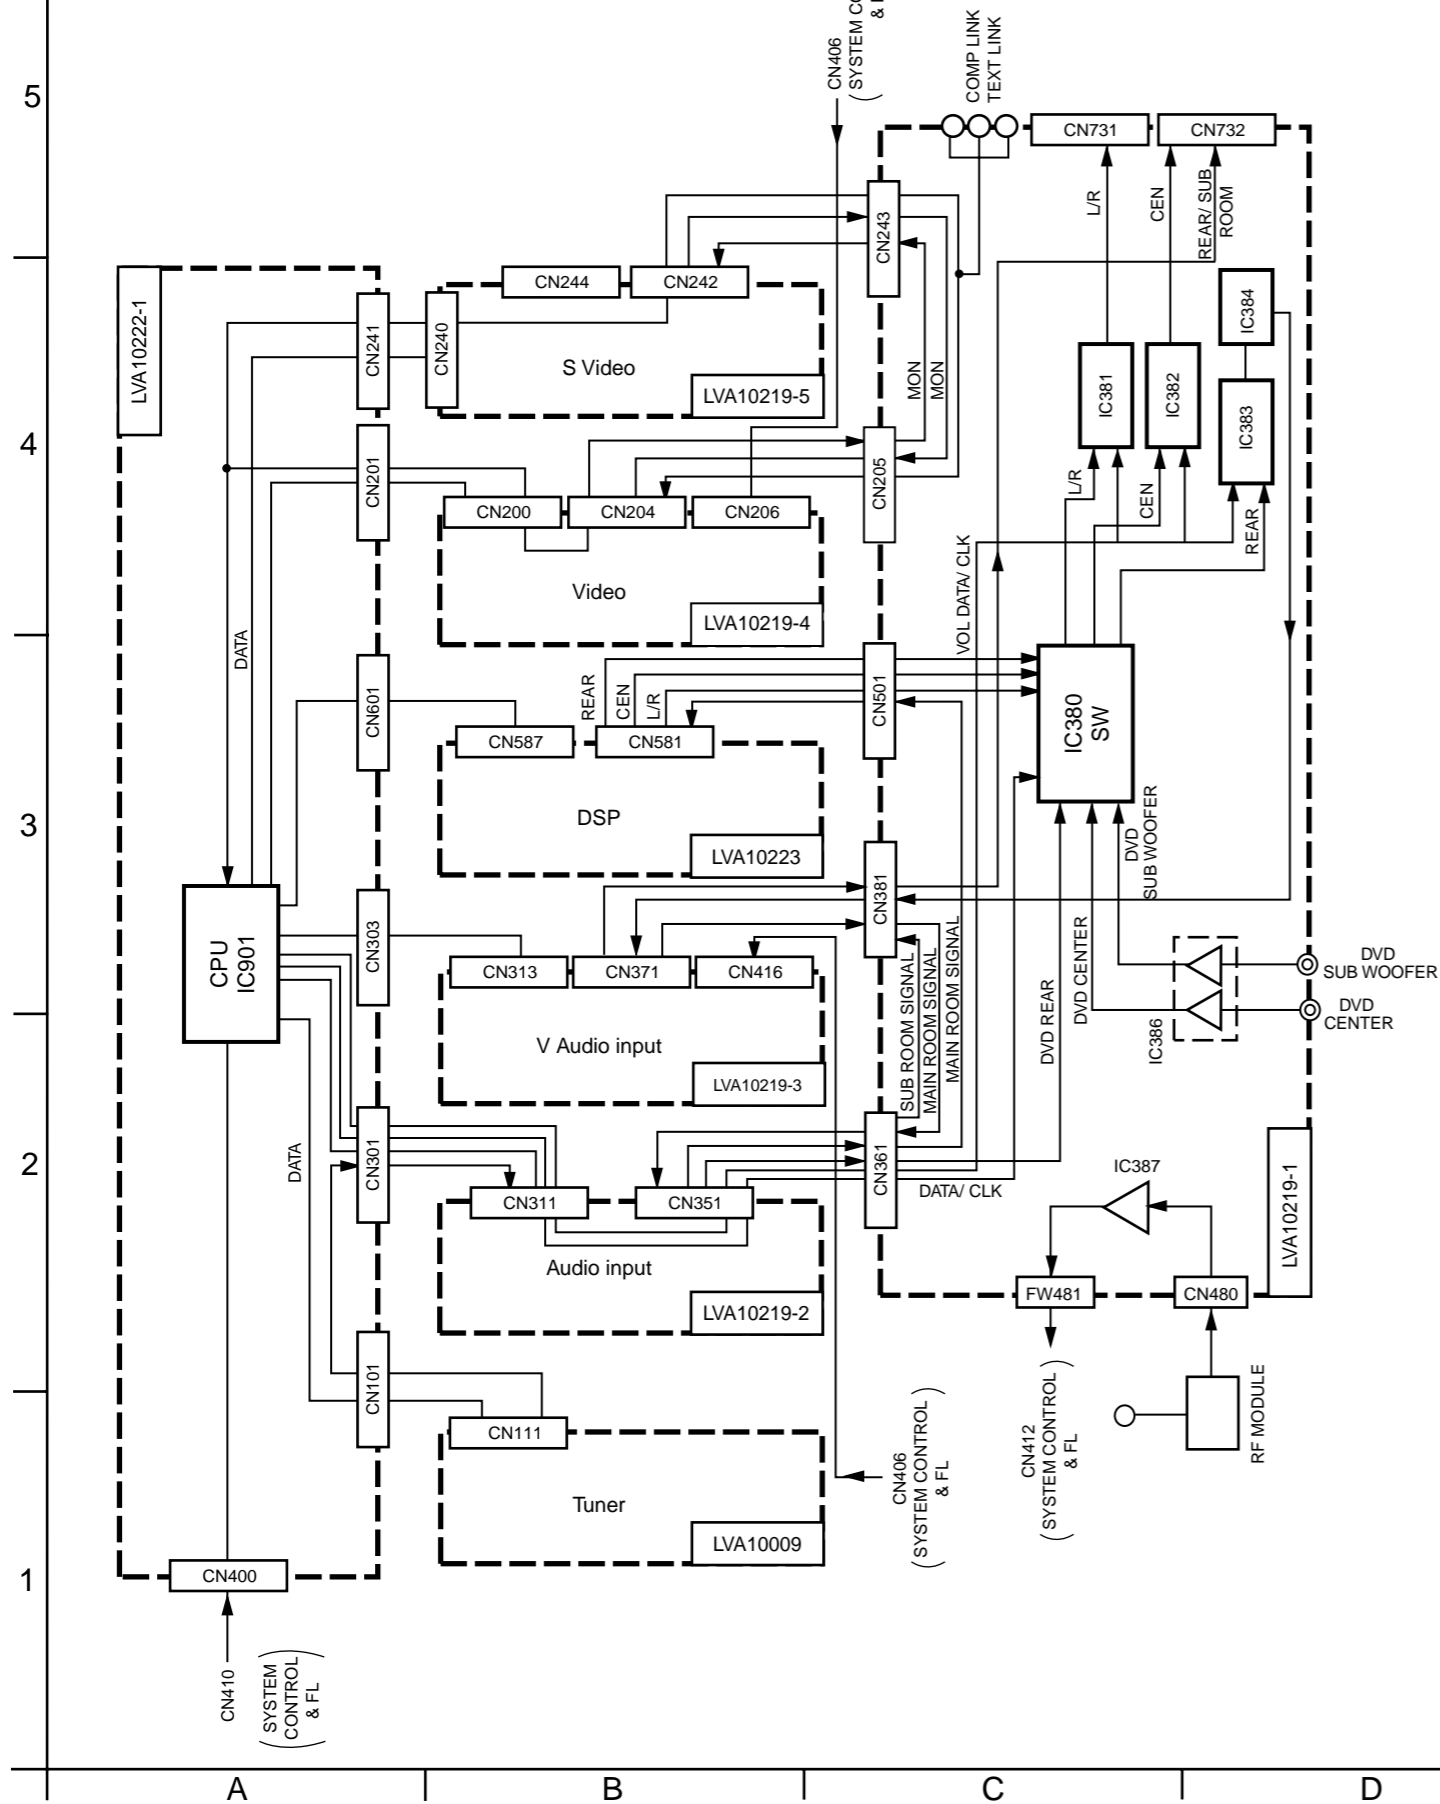 5
4
3
2
1
A
B
C
D
CN406
(SYSTEM CO
&
COMP LINK
TEXT LINK
CN731
CN732
L/R
CEN
REAR/ SUB
ROOM
CN243
LVA10222-1
CN241
CN240
CN244
CN242
S Video
LVA10219-5
MON
MON
IC381
IC382
IC384
IC383
CN201
CN200
CN204
CN206
CN205
L/R
CEN
REAR
Video
LVA10219-4
VOL DATA/ CLK
DATA
CN601
CN587
REAR
CEN
L/R
CN581
CN501
IC380
SW
DSP
LVA10223
DVD
SUB WOOFER
CPU
IC901
CN303
CN313
CN371
CN416
CN381
V Audio input
LVA10219-3
SUB ROOM SIGNAL
MAIN ROOM SIGNAL
MAIN ROOM SIGNAL
DVD REAR
DVD CENTER
IC386
DVD
SUB WOOFER
DVD
CENTER
DATA
CN301
CN311
CN351
CN361
DATA/ CLK
Audio input
LVA10219-2
IC387
FW481
CN480
LVA10219-1
CN101
CN111
Tuner
LVA10009
CN406
(SYSTEM CONTROL
& FL)
CN412
(SYSTEM CONTROL
& FL)
RF MODULE
CN400
CN410
(SYSTEM
CONTROL
& FL)